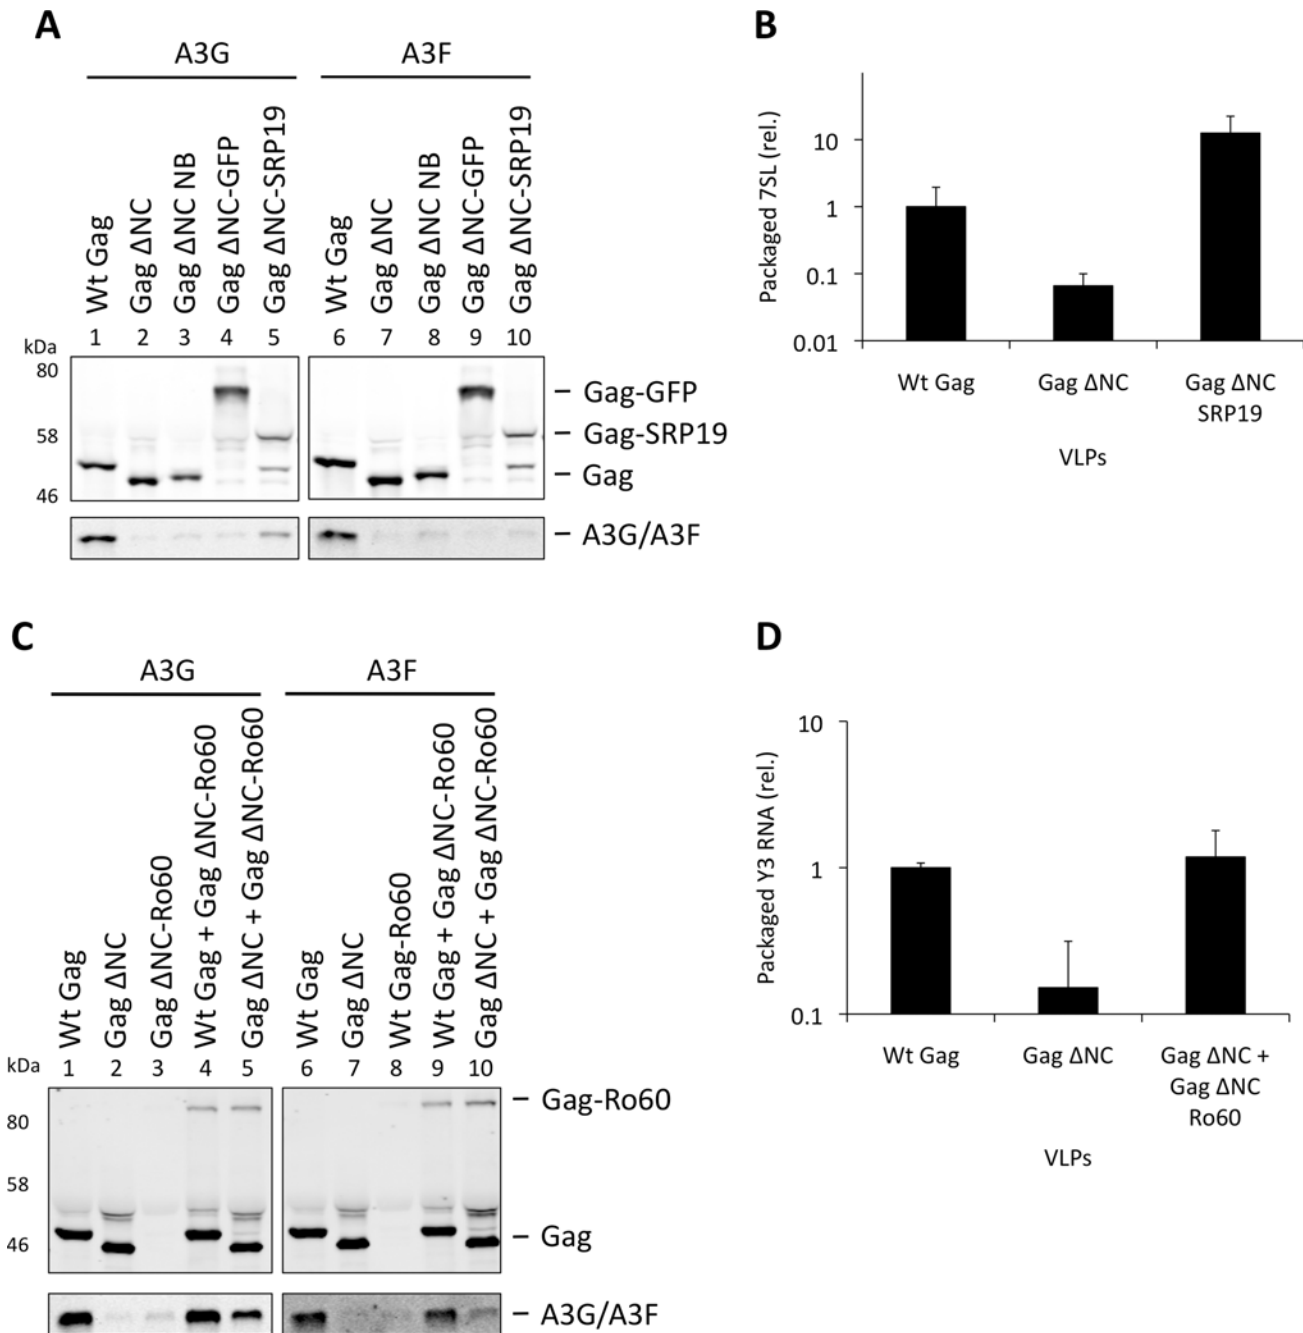 A
A3G
A3F
Wt Gag
Gag ΔNC
Gag ΔNC NB
Gag ΔNC-GFP
Gag ΔNC-SRP19
Wt Gag
Gag ΔNC
Gag ΔNC NB
Gag ΔNC-GFP
Gag ΔNC-SRP19
1 2 3 4 5 6 7 8 9 10
kDa
80
58
46
Gag-GFP
Gag-SRP19
Gag
A3G/A3F
B
Packaged 7SL (rel.)
10
1
0.1
0.01
Wt Gag
Gag ΔNC
Gag ΔNC
SRP19
VLPs
C
A3G
A3F
Wt Gag
Gag ΔNC
Gag ΔNC-Ro60
Wt Gag + Gag ΔNC-Ro60
Gag ΔNC + Gag ΔNC-Ro60
Wt Gag
Gag ΔNC
Wt Gag-Ro60
Wt Gag + Gag ΔNC-Ro60
Gag ΔNC + Gag ΔNC-Ro60
1 2 3 4 5 6 7 8 9 10
kDa
80
58
46
Gag-Ro60
Gag
A3G/A3F
D
Packaged Y3 RNA (rel.)
10
1
0.1
Wt Gag
Gag ΔNC
Gag ΔNC +
Gag ΔNC
Ro60
VLPs